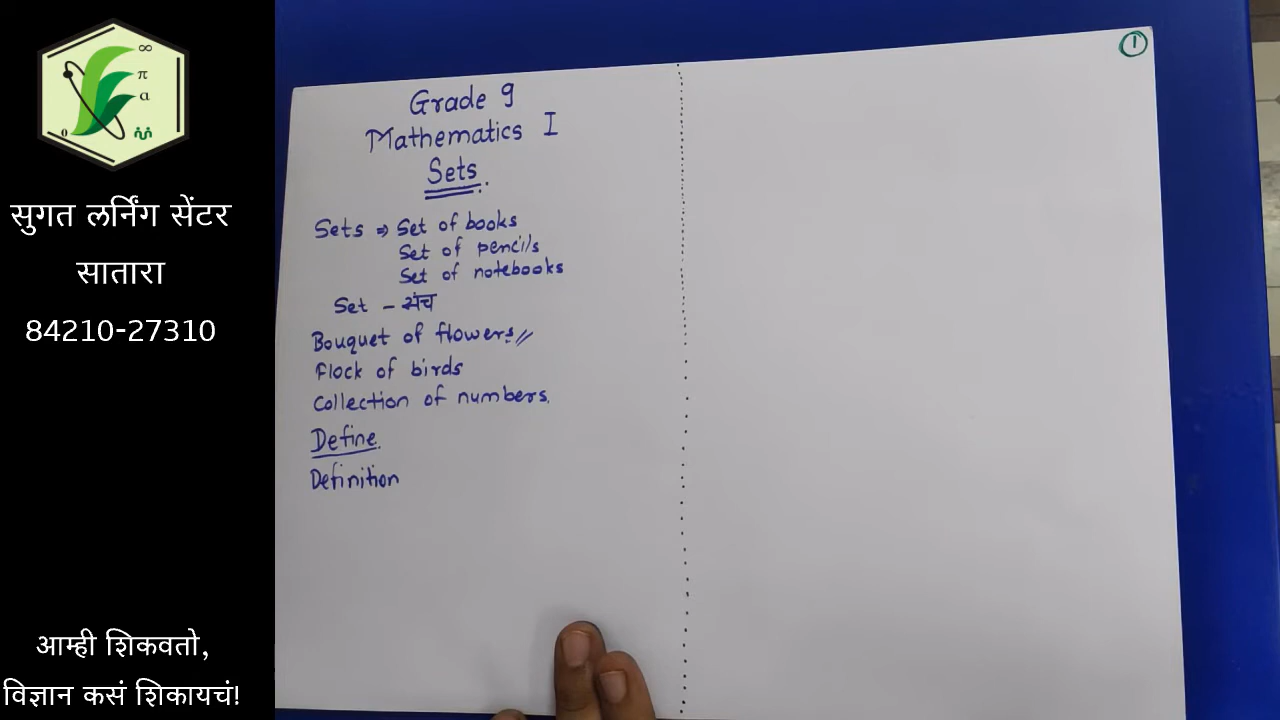 ∞
π
a
0
सुगत लर्निंग सेंटर
सातारा
84210-27310
आम्ही शिकवतो,
विज्ञान कसं शिकायचं!
1
Grade 9
Mathematics I
Sets
Sets ⇒ Set of books
Set of pencils
Set of notebooks
Set - संच
Bouquet of flowers.//
Flock of birds
Collection of numbers.
Define.
Definition